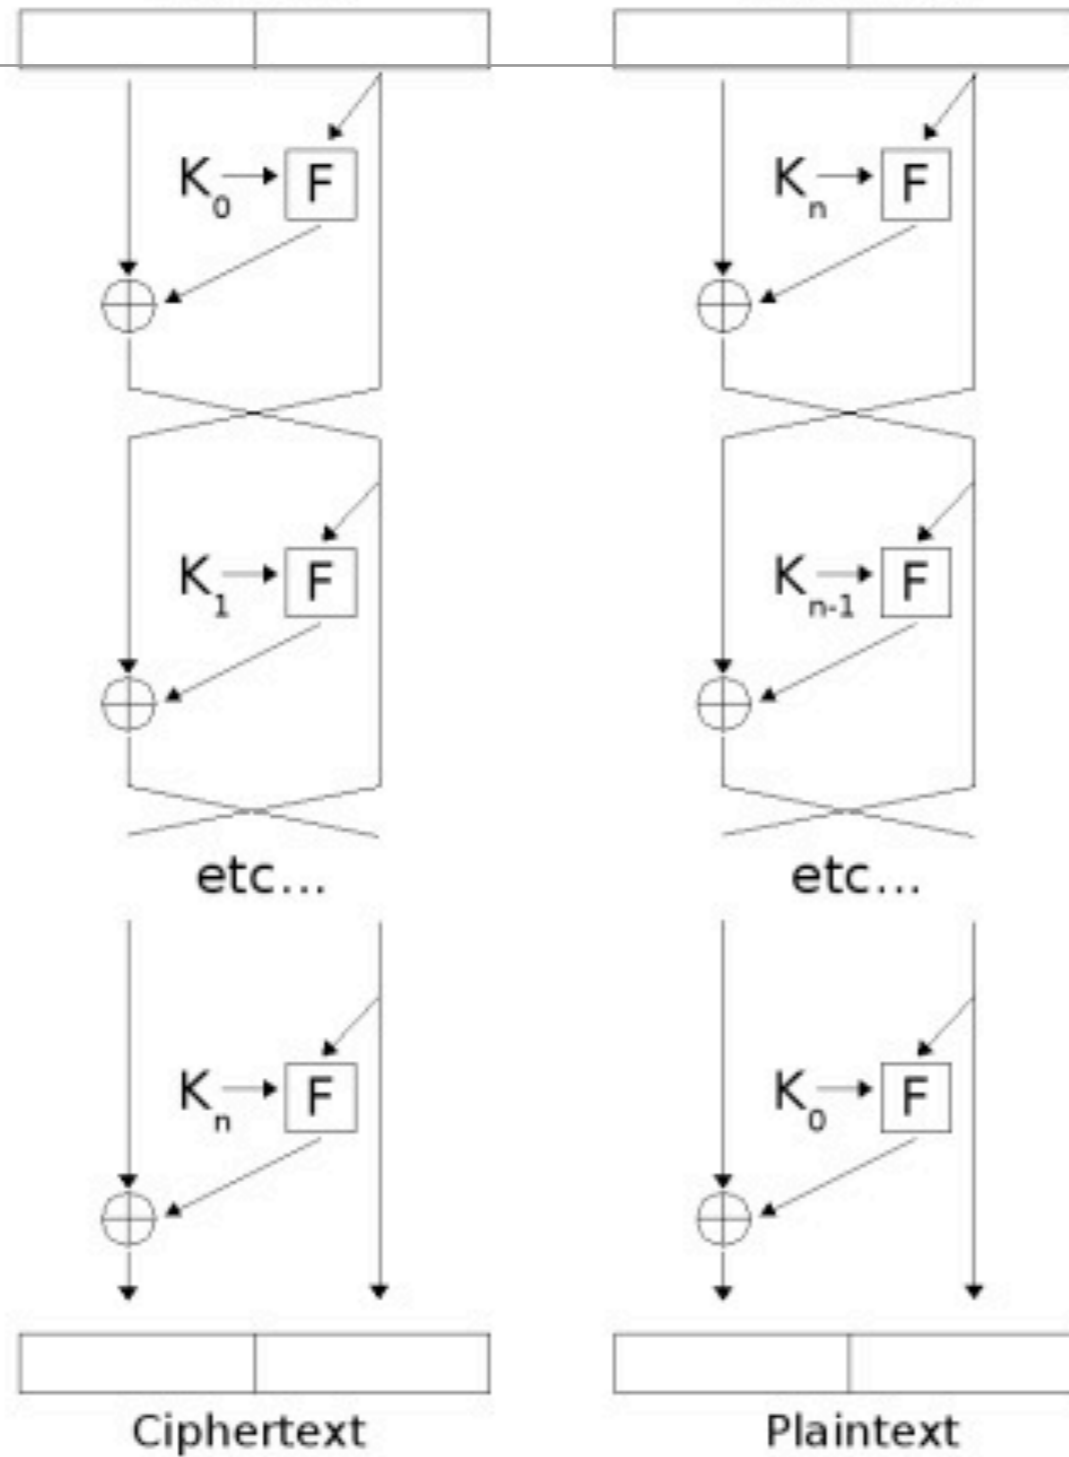 K0 F
Kn F
K1 F
Kn-1 F
etc...
etc...
Kn F
K0 F
Ciphertext
Plaintext